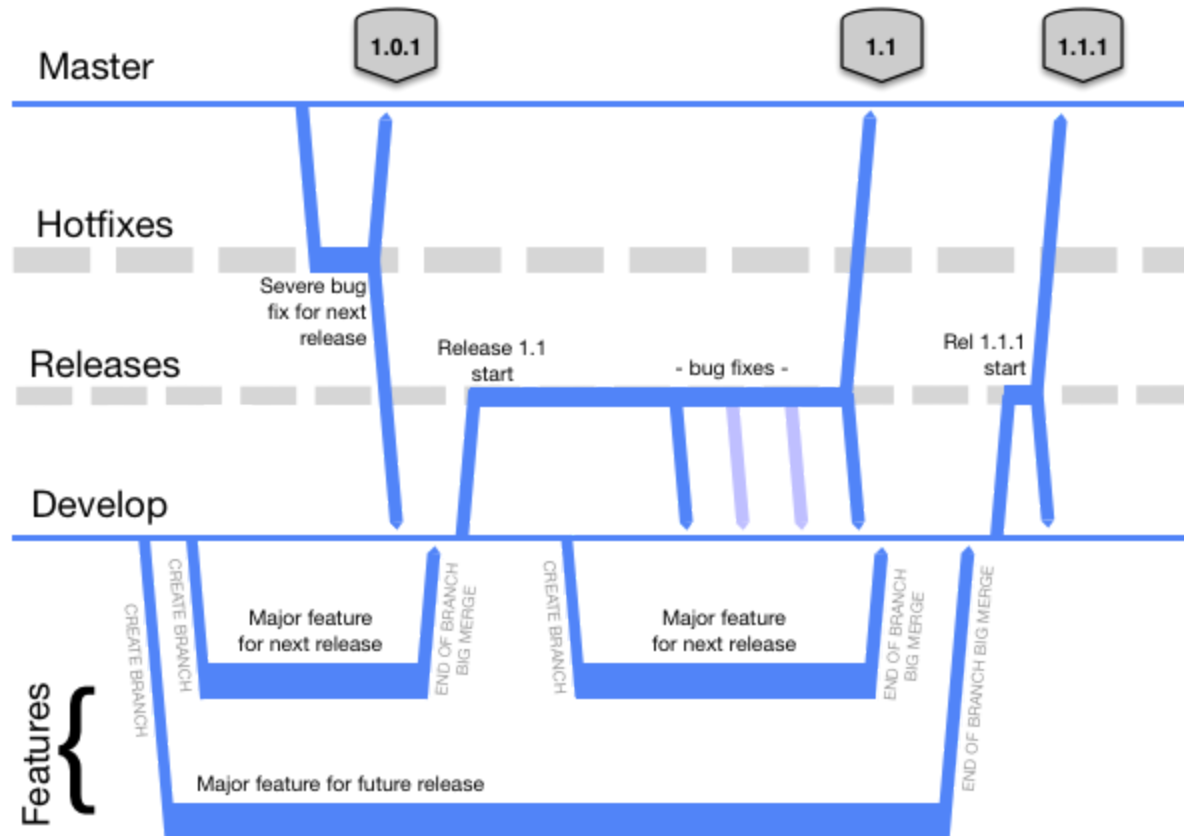 1.0.1
1.1
1.1.1
Master
Hotfixes
Severe bug
fix for next
release
Releases
Release 1.1
start
- bug fixes -
Rel 1.1.1
start
Develop
CREATE BRANCH
CREATE BRANCH
Major feature
for next release
END OF BRANCH
BIG MERGE
CREATE BRANCH
Major feature
for next release
END OF BRANCH
BIG MERGE
END OF BRANCH BIG MERGE
Features
{
Major feature for future release